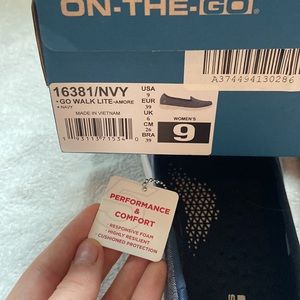 ON-THE-GO®
A374494130286
16381/NVY
• GO WALK LITE-AMORE
• NAVY
MADE IN VIETNAM
USA 9
EUR 39
UK 6
CM 26
BRA 39
WOMEN'S
9
PERFORMANCE
&
COMFORT
• RESPONSIVE FOAM
• HIGHLY RESILIENT
• CUSHIONED PROTECTION